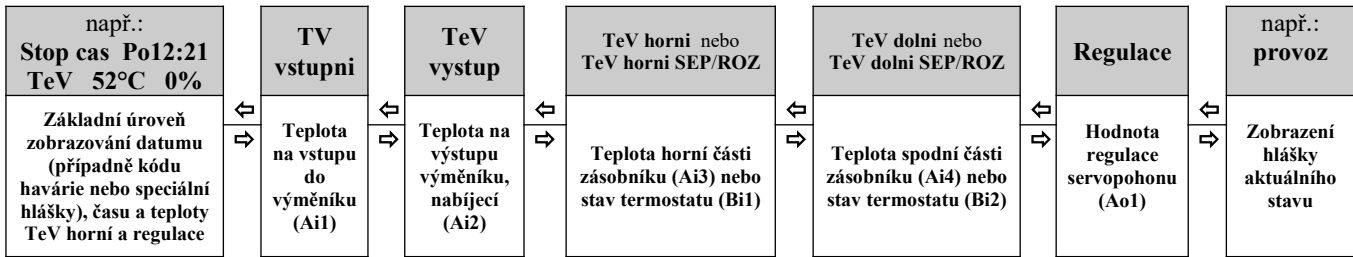 např.:
Stop cas Po12:21
TeV 52°C 0%
Základní úroveň
zobrazování datumu
(případně kódu
havárie nebo speciální
hlášky), času a teploty
TeV horní a regulace
TV
vstupni
Teplota
na vstupu
do
výměníku
(Ai1)
TeV
vystup
Teplota na
výstupu
výměníku,
nabíjecí
(Ai2)
TeV horni nebo
TeV horni SEP/ROZ
Teplota horní části
zásobníku (Ai3) nebo
stav termostatu (Bi1)
TeV dolni nebo
TeV dolni SEP/ROZ
Teplota spodní části
zásobníku (Ai4) nebo
stav termostatu (Bi2)
Regulace
Hodnota
regulace
servopohonu
(Ao1)
např.:
provoz
Zobrazení
hlášky
aktuálního
stavu